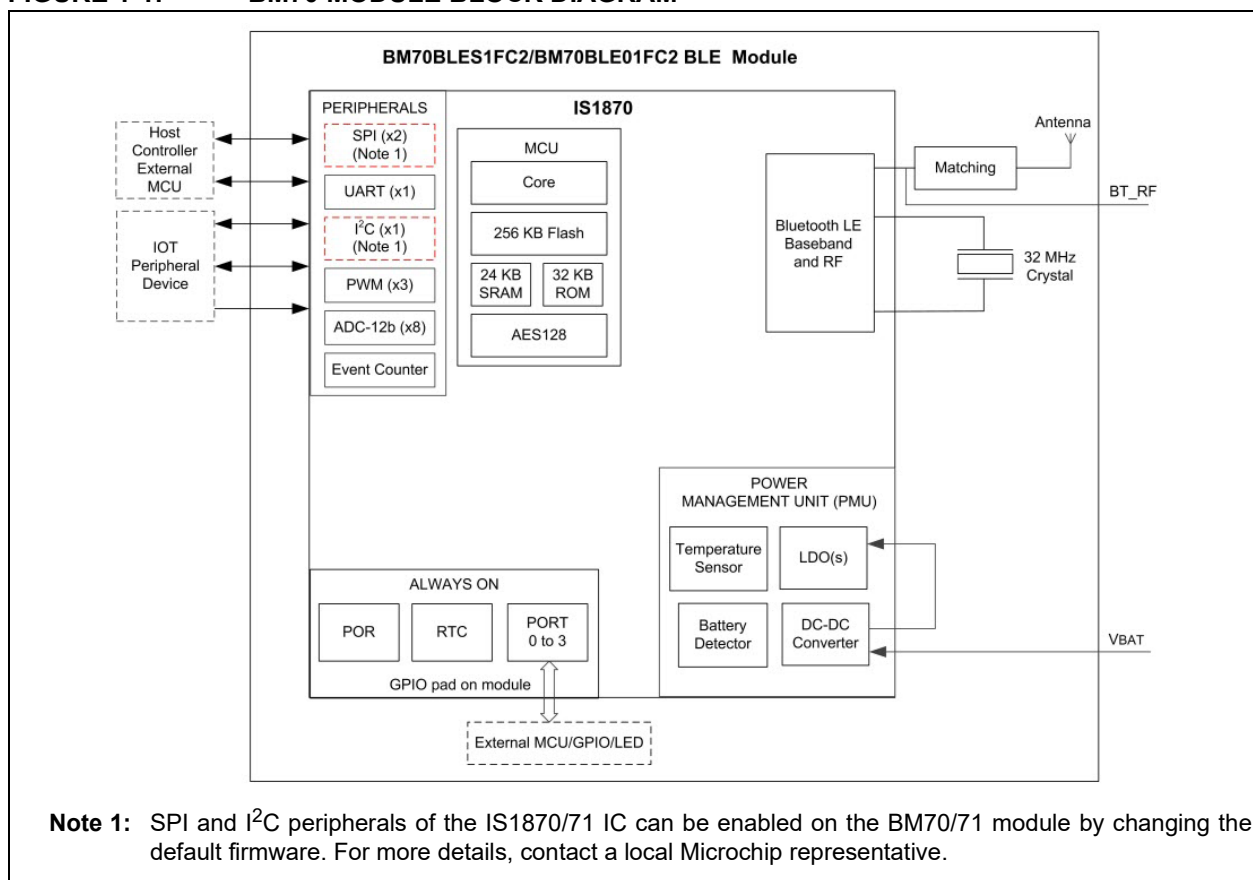 BM70BLES1FC2/BM70BLE01FC2 BLE Module
IS1870
PERIPHERALS
SPI (x2)
(Note 1)
UART (x1)
I²C (x1)
(Note 1)
PWM (x3)
ADC-12b (x8)
Event Counter
Host
Controller
External
MCU
IOT
Peripheral
Device
MCU
Core
256 KB Flash
24 KB
SRAM
32 KB
ROM
AES128
Bluetooth LE
Baseband
and RF
Antenna
Matching
BT_RF
32 MHz
Crystal
POWER
MANAGEMENT UNIT (PMU)
Temperature
Sensor
LDO(s)
Battery
Detector
DC-DC
Converter
VBAT
ALWAYS ON
POR
RTC
PORT
0 to 3
GPIO pad on module
External MCU/GPIO/LED
Note 1: SPI and I²C peripherals of the IS1870/71 IC can be enabled on the BM70/71 module by changing the
default firmware. For more details, contact a local Microchip representative.